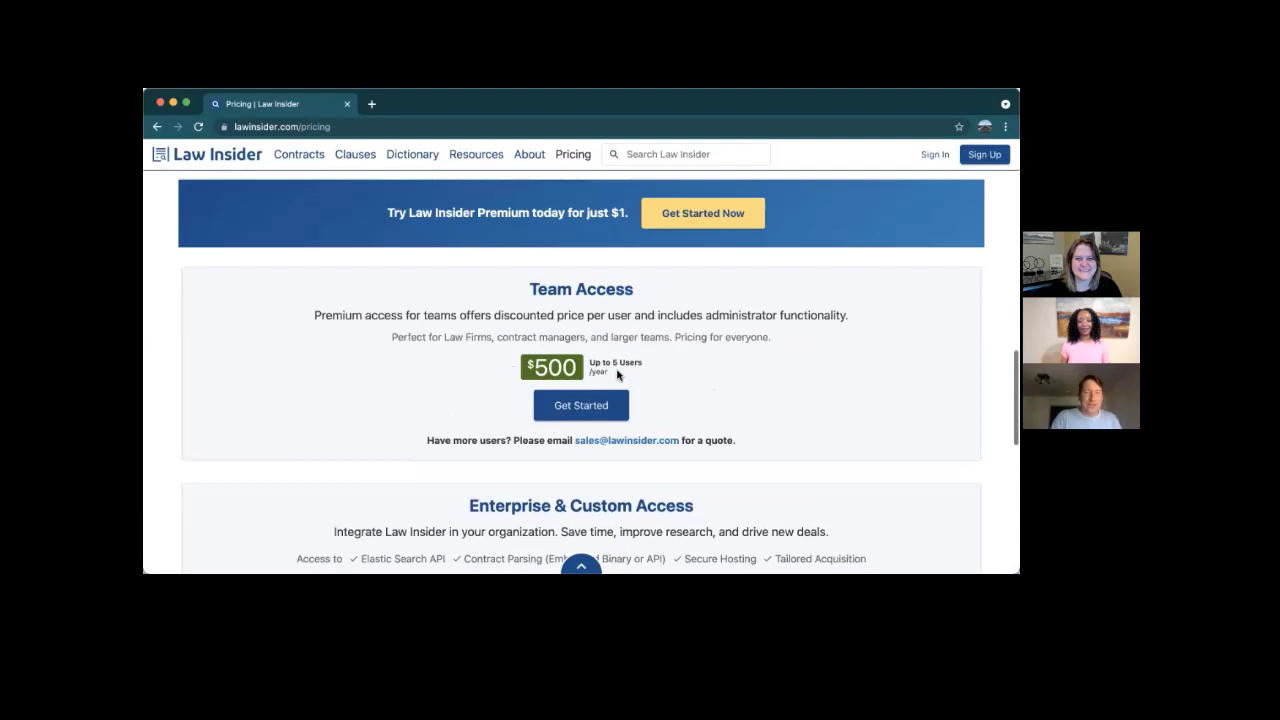 Pricing | Law Insider
lawinsider.com/pricing
Law Insider Contracts Clauses Dictionary Resources About Pricing Search Law Insider Sign In Sign Up
Try Law Insider Premium today for just $1. Get Started Now
Team Access
Premium access for teams offers discounted price per user and includes administrator functionality.
Perfect for Law Firms, contract managers, and larger teams. Pricing for everyone.
$500 Up to 5 Users
/year
Get Started
Have more users? Please email sales@lawinsider.com for a quote.
Enterprise & Custom Access
Integrate Law Insider in your organization. Save time, improve research, and drive new deals.
Access to ✓ Elastic Search API ✓ Contract Parsing (Emb d Binary or API) ✓ Secure Hosting ✓ Tailored Acquisition